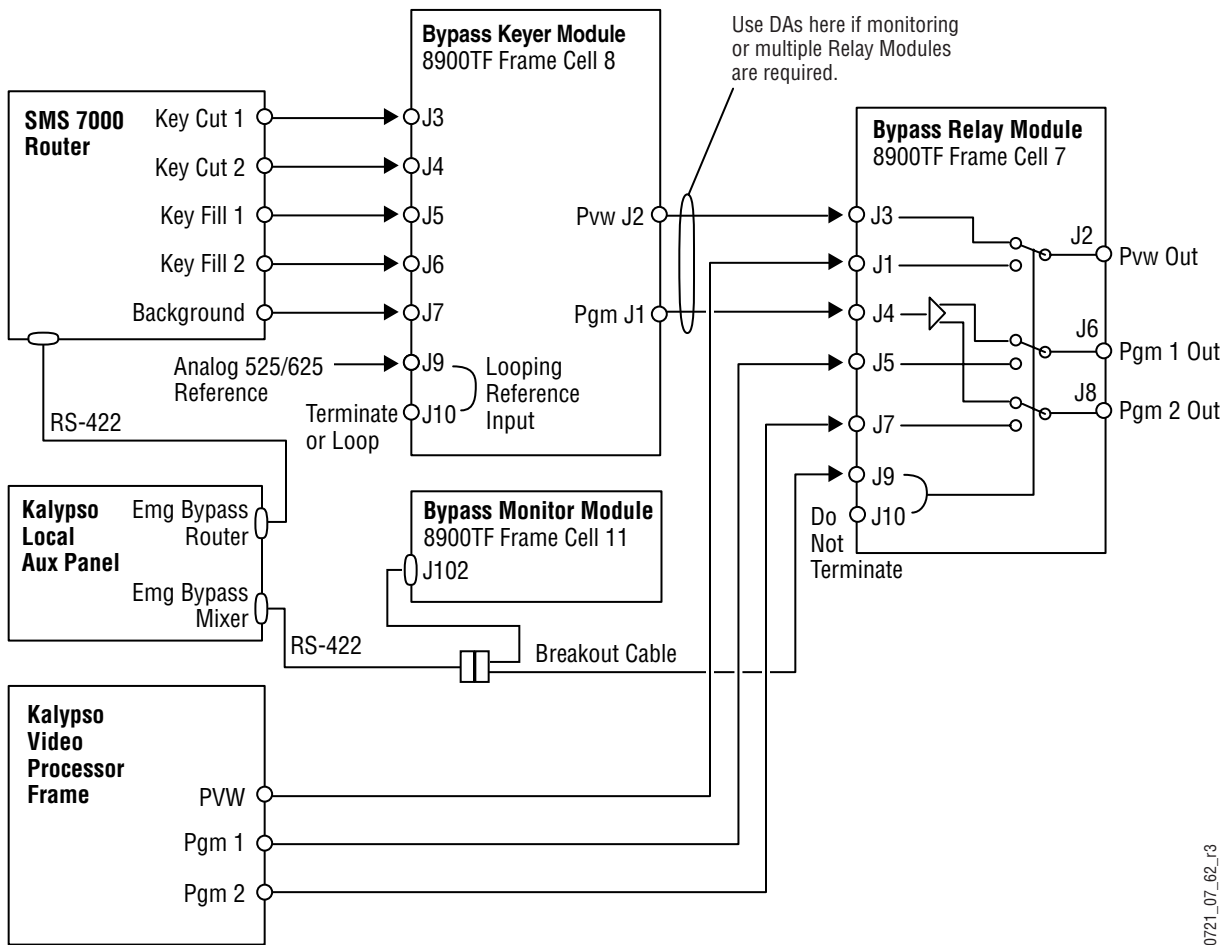 Use DAs here if monitoring
or multiple Relay Modules
are required.
Bypass Keyer Module
8900TF Frame Cell 8
SMS 7000
Router
Key Cut 1
Key Cut 2
Key Fill 1
Key Fill 2
Background
J3
J4
J5
J6
J7
Analog 525/625
Reference
J9
Looping
Reference
Input
Terminate
or Loop
J10
Pvw J2
Pgm J1
Bypass Relay Module
8900TF Frame Cell 7
J3
J1
J4
J5
J7
J9
J10
Do
Not
Terminate
J2
Pvw Out
J6
Pgm 1 Out
J8
Pgm 2 Out
RS-422
Kalypso
Local
Aux Panel
Emg Bypass
Router
Emg Bypass
Mixer
RS-422
Bypass Monitor Module
8900TF Frame Cell 11
J102
Breakout Cable
Kalypso
Video
Processor
Frame
PVW
Pgm 1
Pgm 2
0721_07_62_r3